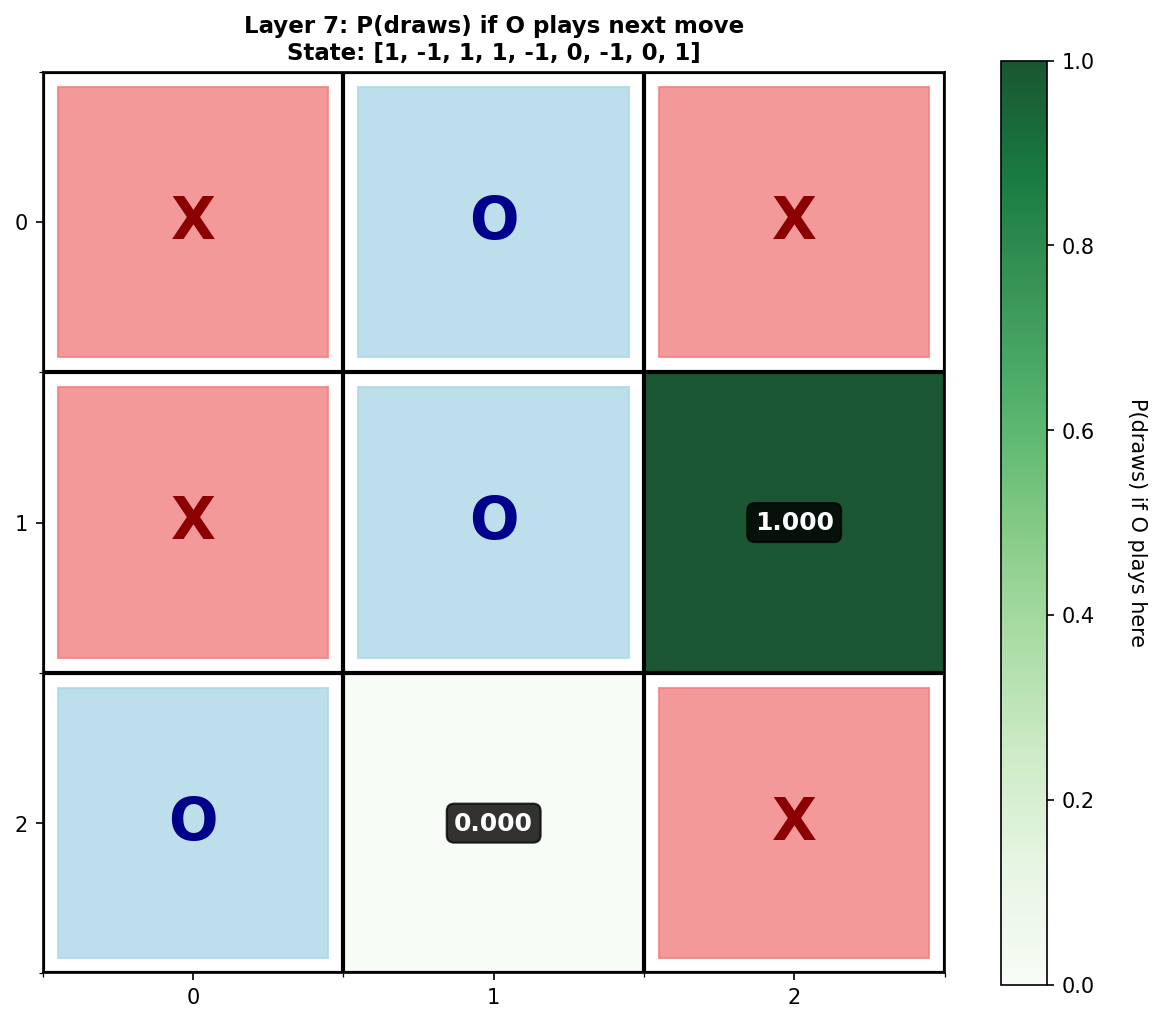 Layer 7: P(draws) if O plays next move
State: [1, -1, 1, 1, -1, 0, -1, 0, 1]
1.0
0.8
0.6
0.4
0.2
0.0
P(draws) if O plays here
0
X
O
X
1
X
O
1.000
2
O
0.000
X
0
1
2